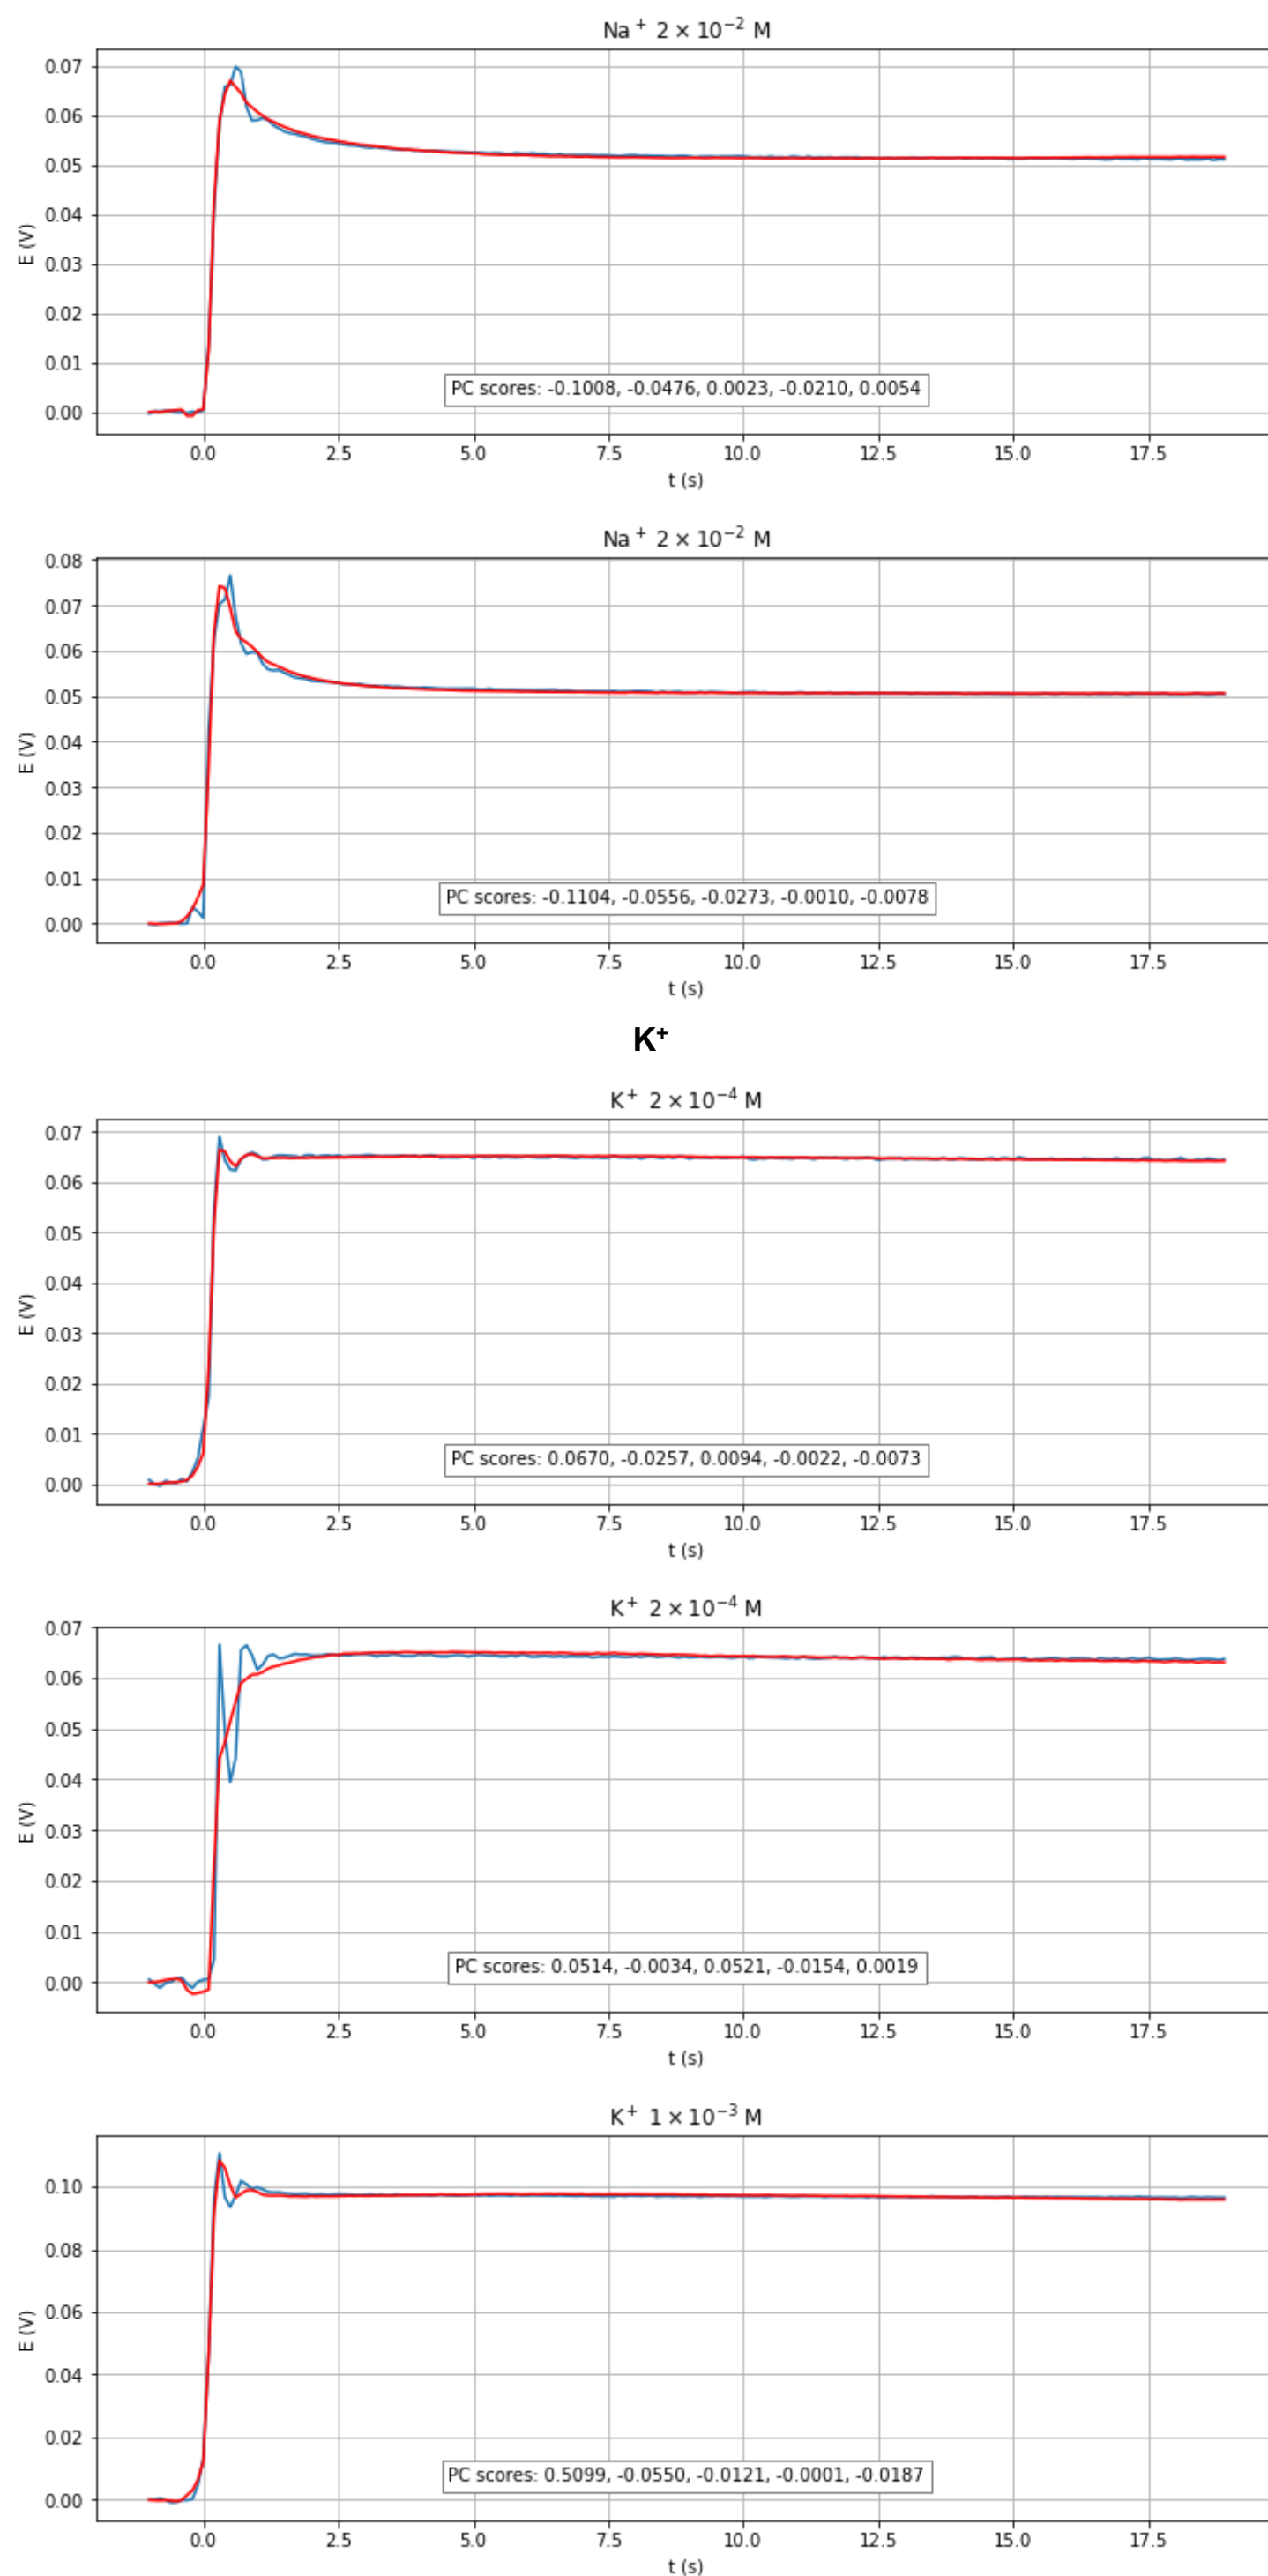 Na⁺ 2 × 10⁻² M
0.07
0.06
0.05
0.04
0.03
0.02
0.01
0.00
E (V)
PC scores: -0.1008, -0.0476, 0.0023, -0.0210, 0.0054
0.0 2.5 5.0 7.5 10.0 12.5 15.0 17.5
t (s)
Na⁺ 2 × 10⁻² M
0.08
0.07
0.06
0.05
0.04
0.03
0.02
0.01
0.00
E (V)
PC scores: -0.1104, -0.0556, -0.0273, -0.0010, -0.0078
0.0 2.5 5.0 7.5 10.0 12.5 15.0 17.5
t (s)
K⁺
K⁺ 2 × 10⁻⁴ M
0.07
0.06
0.05
0.04
0.03
0.02
0.01
0.00
E (V)
PC scores: 0.0670, -0.0257, 0.0094, -0.0022, -0.0073
0.0 2.5 5.0 7.5 10.0 12.5 15.0 17.5
t (s)
K⁺ 2 × 10⁻⁴ M
0.07
0.06
0.05
0.04
0.03
0.02
0.01
0.00
E (V)
PC scores: 0.0514, -0.0034, 0.0521, -0.0154, 0.0019
0.0 2.5 5.0 7.5 10.0 12.5 15.0 17.5
t (s)
K⁺ 1 × 10⁻³ M
0.10
0.08
0.06
0.04
0.02
0.00
E (V)
PC scores: 0.5099, -0.0550, -0.0121, -0.0001, -0.0187
0.0 2.5 5.0 7.5 10.0 12.5 15.0 17.5
t (s)